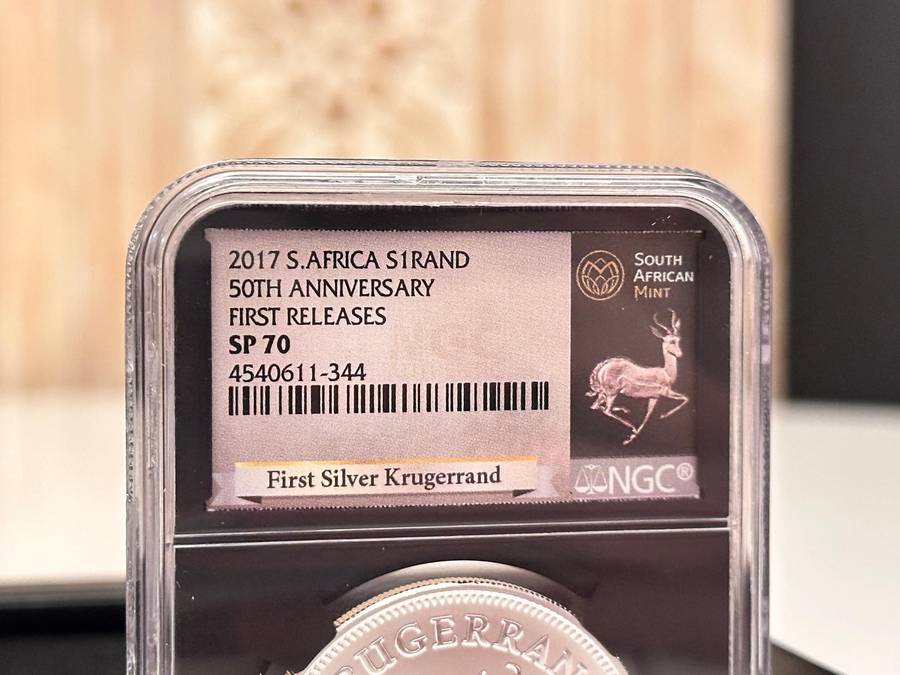 2017 S.AFRICA S1RAND
50TH ANNIVERSARY
FIRST RELEASES
SP 70
4540611-344
First Silver Krugerrand
SOUTH
AFRICAN
MINT
NGC®
NGC
KRUGERRAN